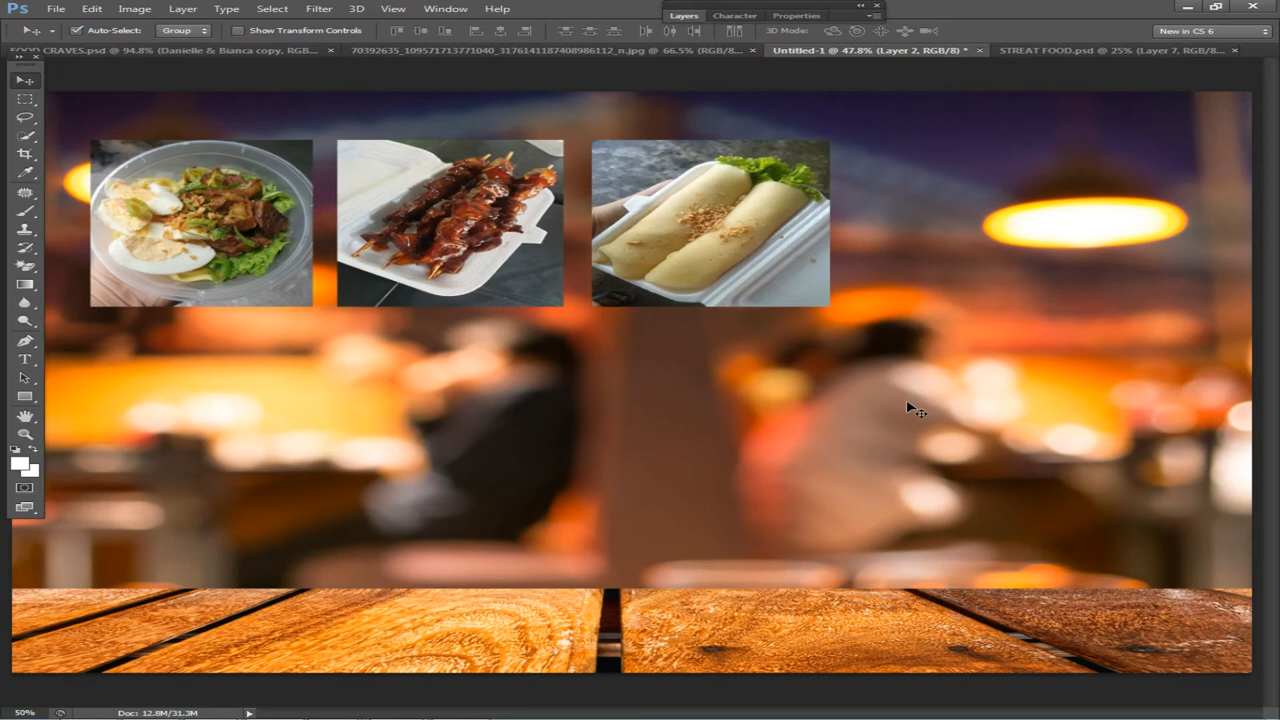 Ps File Edit Image Layer Type Select Filter 3D View Window Help
Layers Character Properties
Auto-Select: Group Show Transform Controls 3D Mode: New in CS 6
FOOD CRAVES.psd @ 94.8% (Danielle & Bianca copy, RGB... × 70392635_109571713771040_3176141187408986112_n.jpg @ 66.5% (RGB/8... × Untitled-1 @ 47.8% (Layer 2, RGB/8) * × STREAT FOOD.psd @ 25% (Layer 7, RGB/8... ×
T
50% Doc: 12.8M/31.3M